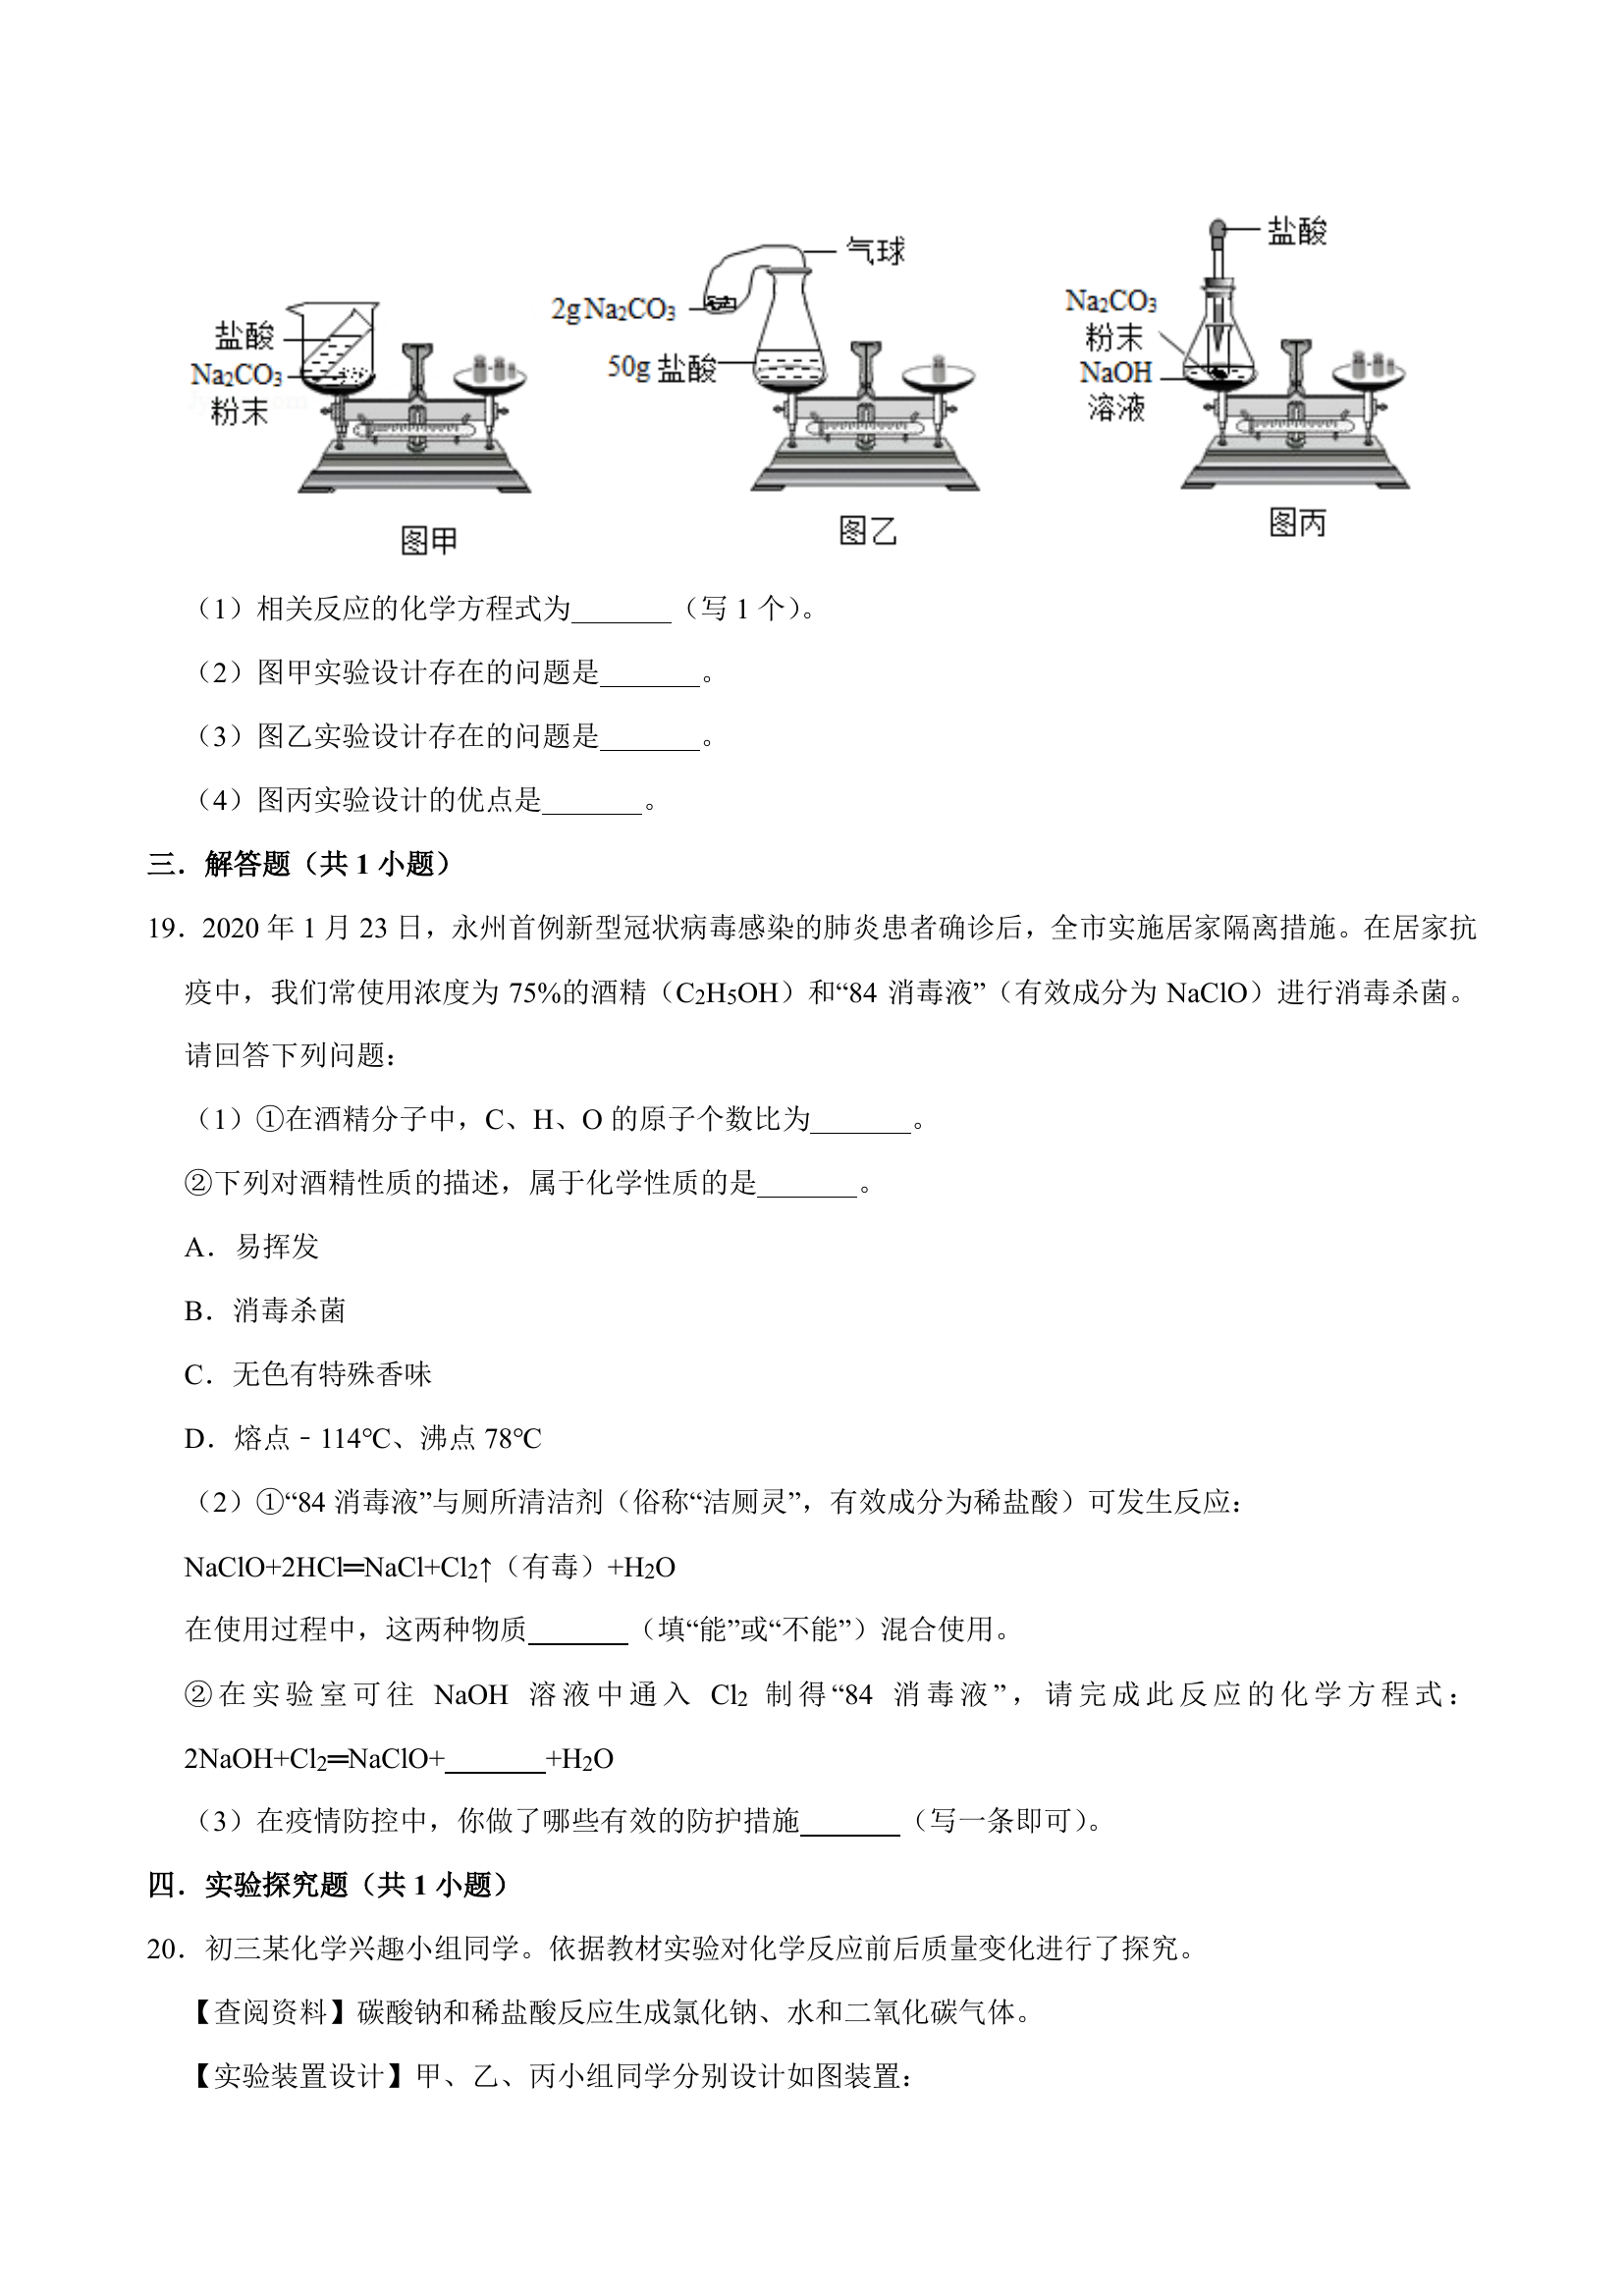 盐酸
气球
Na₂CO₃
粉末
2g Na₂CO₃
盐酸
50g 盐酸
NaOH
溶液
Na₂CO₃
粉末
盐酸
图甲
图乙
图丙
（1）相关反应的化学方程式为_______（写 1 个）。
（2）图甲实验设计存在的问题是_______。
（3）图乙实验设计存在的问题是_______。
（4）图丙实验设计的优点是_______。
三．解答题（共 1 小题）
19．2020 年 1 月 23 日，永州首例新型冠状病毒感染的肺炎患者确诊后，全市实施居家隔离措施。在居家抗
疫中，我们常使用浓度为 75%的酒精（C₂H₅OH）和“84 消毒液”（有效成分为 NaClO）进行消毒杀菌。
请回答下列问题：
（1）①在酒精分子中，C、H、O 的原子个数比为_______。
②下列对酒精性质的描述，属于化学性质的是_______。
A．易挥发
B．消毒杀菌
C．无色有特殊香味
D．熔点﹣114℃、沸点 78℃
（2）①“84 消毒液”与厕所清洁剂（俗称“洁厕灵”，有效成分为稀盐酸）可发生反应：
NaClO+2HCl═NaCl+Cl₂↑（有毒）+H₂O
在使用过程中，这两种物质_______（填“能”或“不能”）混合使用。
②在实验室可往 NaOH 溶液中通入 Cl₂ 制得“84 消毒液”，请完成此反应的化学方程式：
2NaOH+Cl₂═NaClO+_______+H₂O
（3）在疫情防控中，你做了哪些有效的防护措施_______（写一条即可）。
四．实验探究题（共 1 小题）
20．初三某化学兴趣小组同学。依据教材实验对化学反应前后质量变化进行了探究。
【查阅资料】碳酸钠和稀盐酸反应生成氯化钠、水和二氧化碳气体。
【实验装置设计】甲、乙、丙小组同学分别设计如图装置：